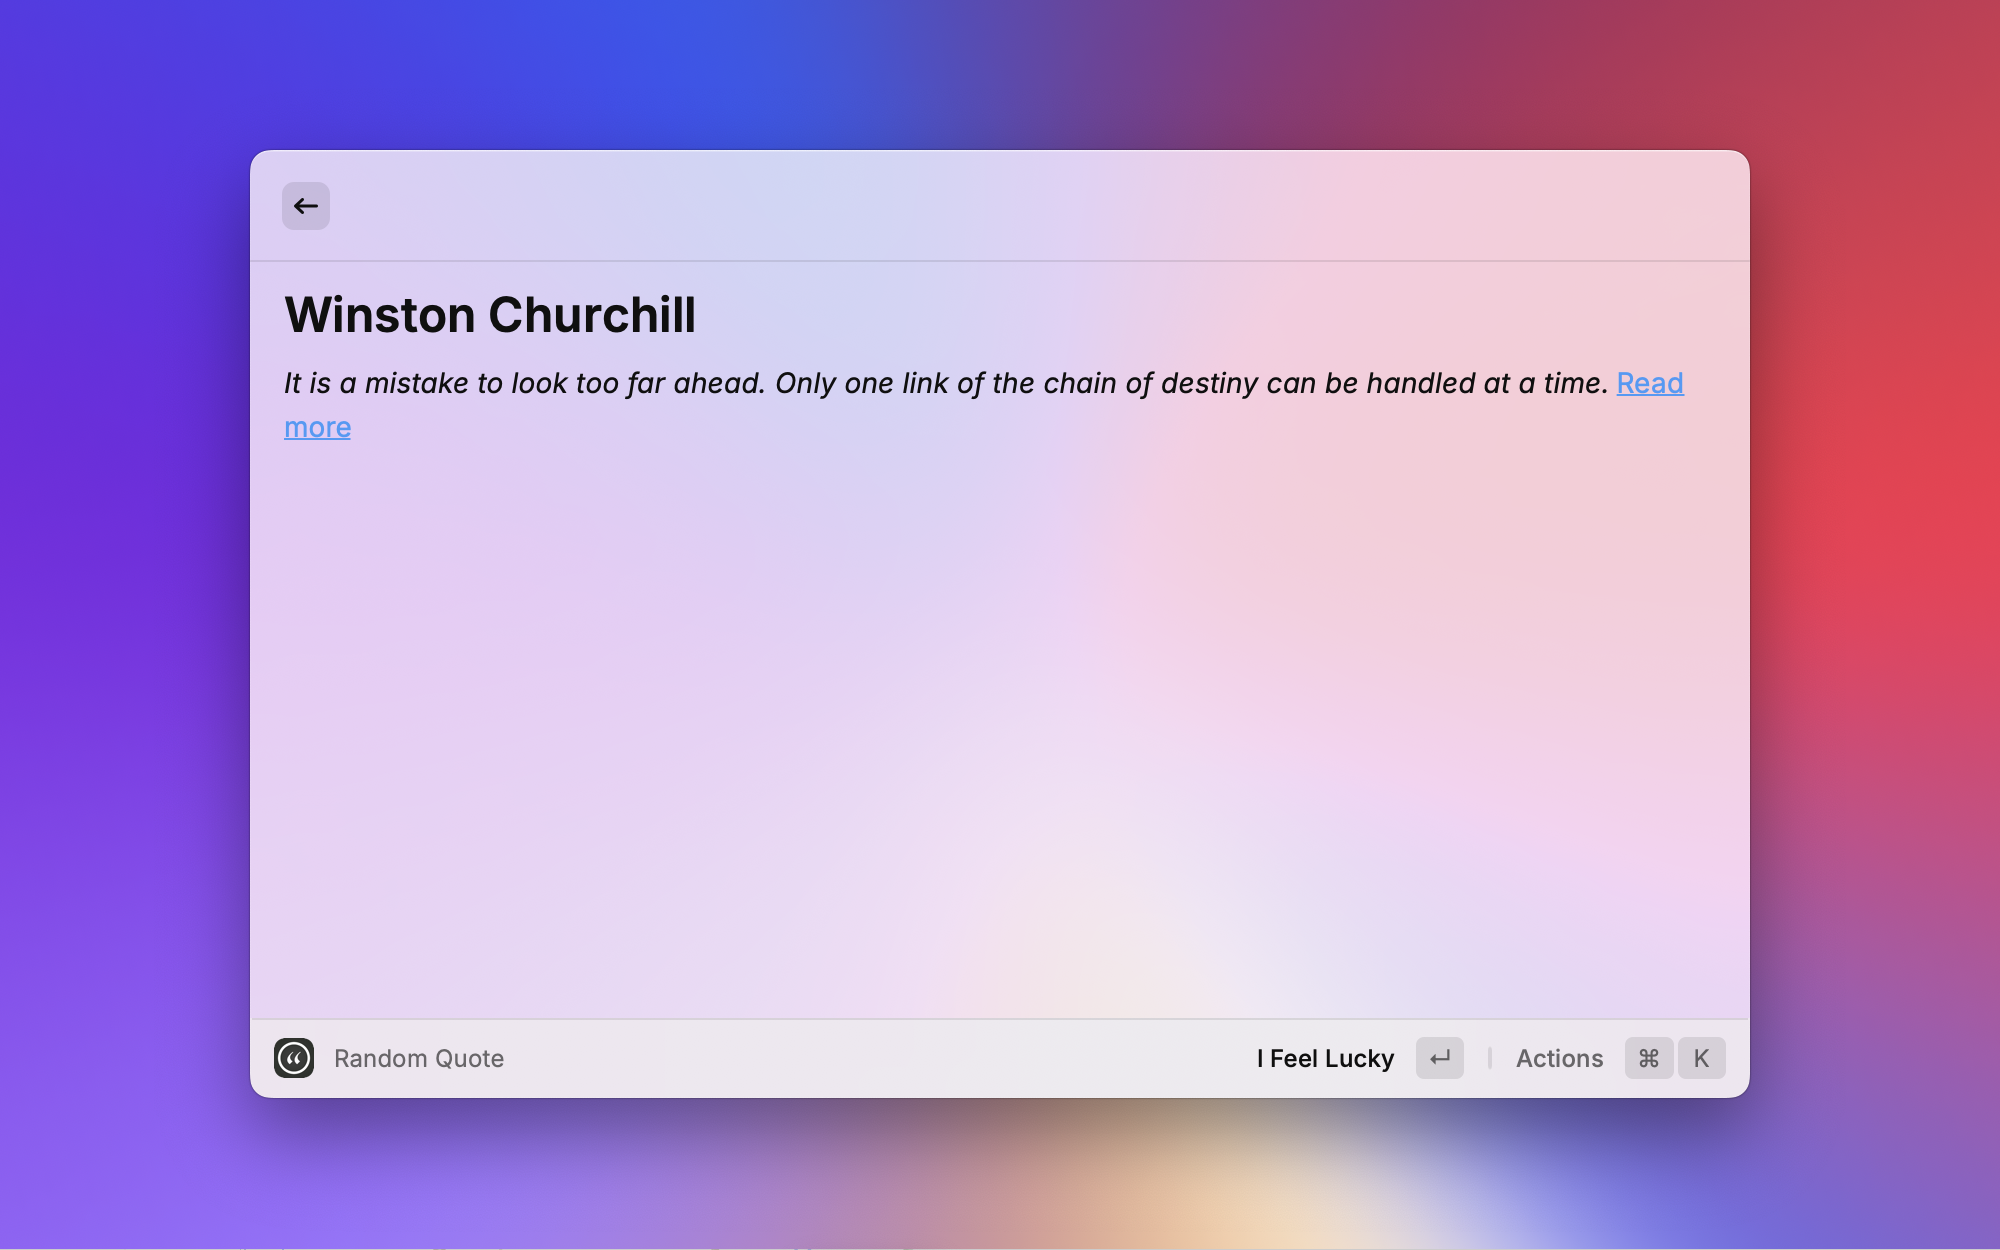 Winston Churchill
It is a mistake to look too far ahead. Only one link of the chain of destiny can be handled at a time. Read
more
Random Quote
I Feel Lucky ↵ Actions ⌘ K